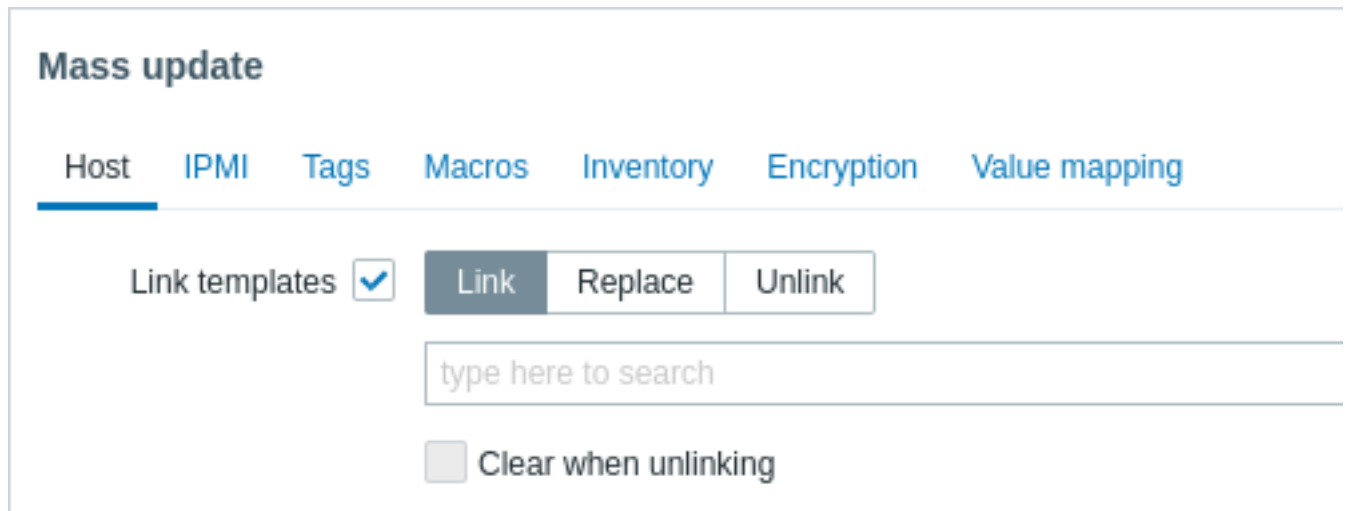 Mass update
Host IPMI Tags Macros Inventory Encryption Value mapping
Link templates Link Replace Unlink
type here to search
Clear when unlinking